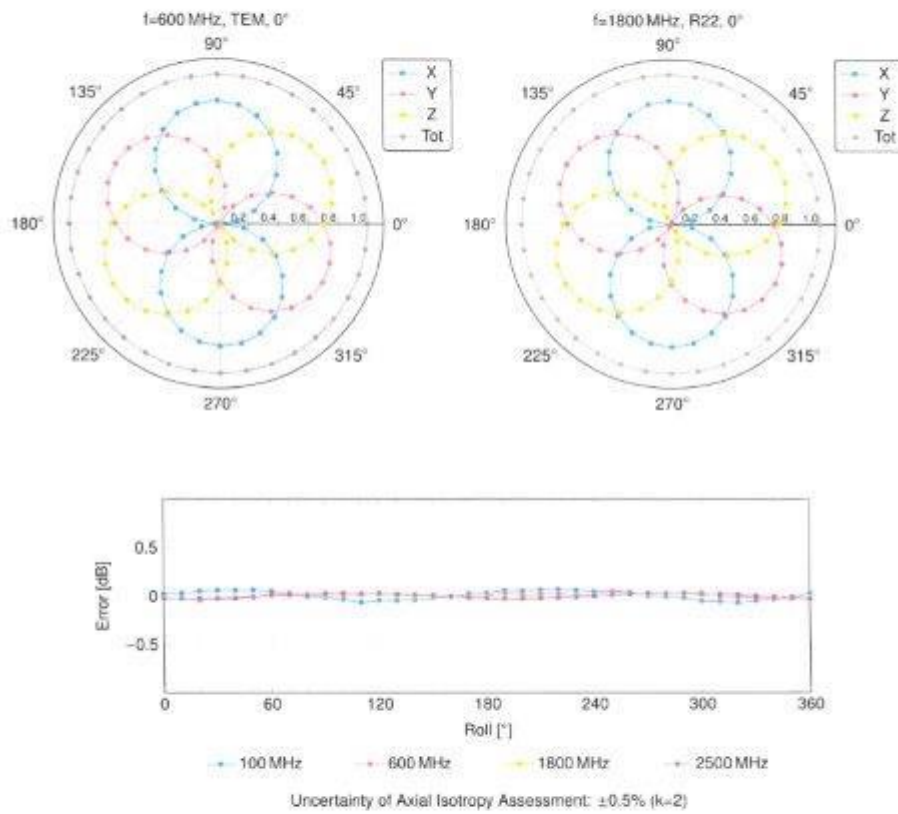 f=600 MHz, TEM, 0°
f=1800 MHz, R22, 0°
90°
135°
45°
180°
0.2 0.4 0.6 0.8 1.0
0°
225°
315°
270°
X
Y
Z
Tot
90°
135°
45°
180°
0.2 0.4 0.6 0.8 1.0
0°
225°
315°
270°
X
Y
Z
Tot
Error [dB]
0.5
0
−0.5
0 60 120 180 240 300 360
Roll [°]
100 MHz 600 MHz 1800 MHz 2500 MHz
Uncertainty of Axial Isotropy Assessment: ±0.5% (k=2)